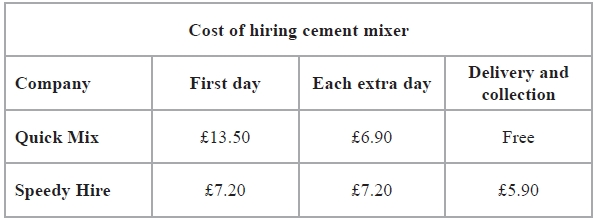 Cost of hiring cement mixer
Company First day Each extra day Delivery and
collection
Quick Mix £13.50 £6.90 Free
Speedy Hire £7.20 £7.20 £5.90